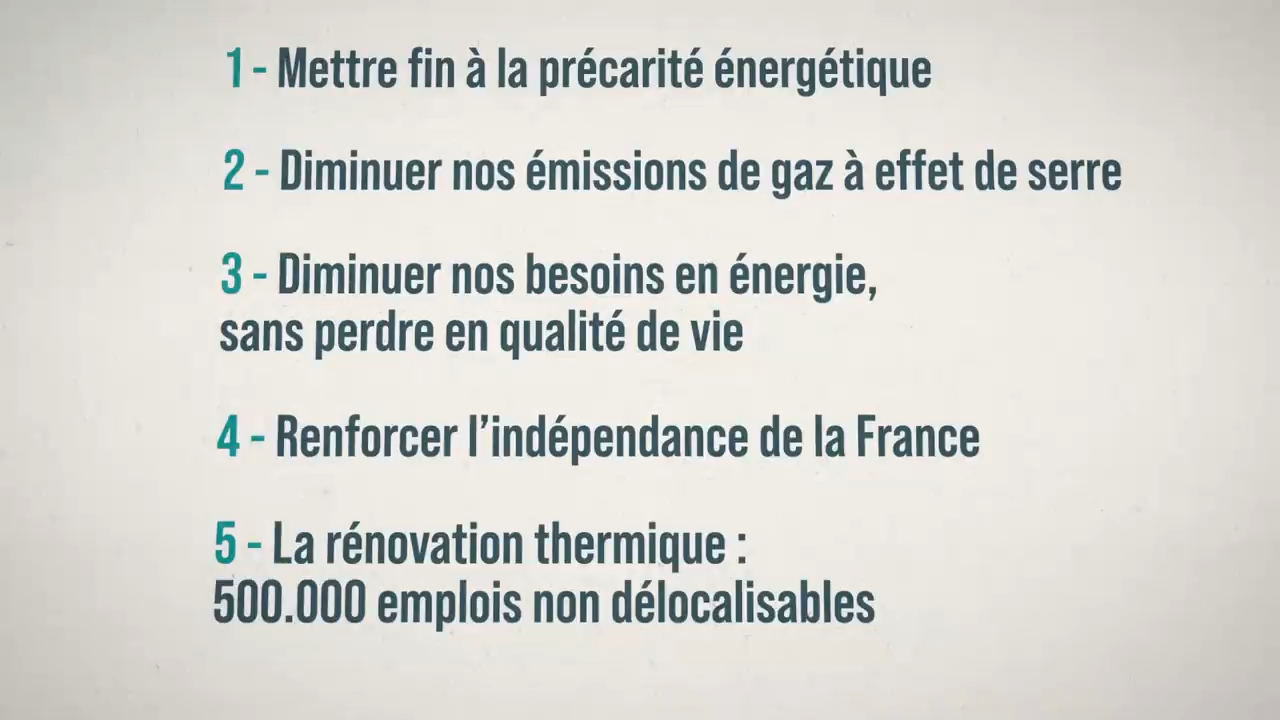 1 - Mettre fin à la précarité énergétique
2 - Diminuer nos émissions de gaz à effet de serre
3 - Diminuer nos besoins en énergie,
sans perdre en qualité de vie
4 - Renforcer l’indépendance de la France
5 - La rénovation thermique :
500.000 emplois non délocalisables